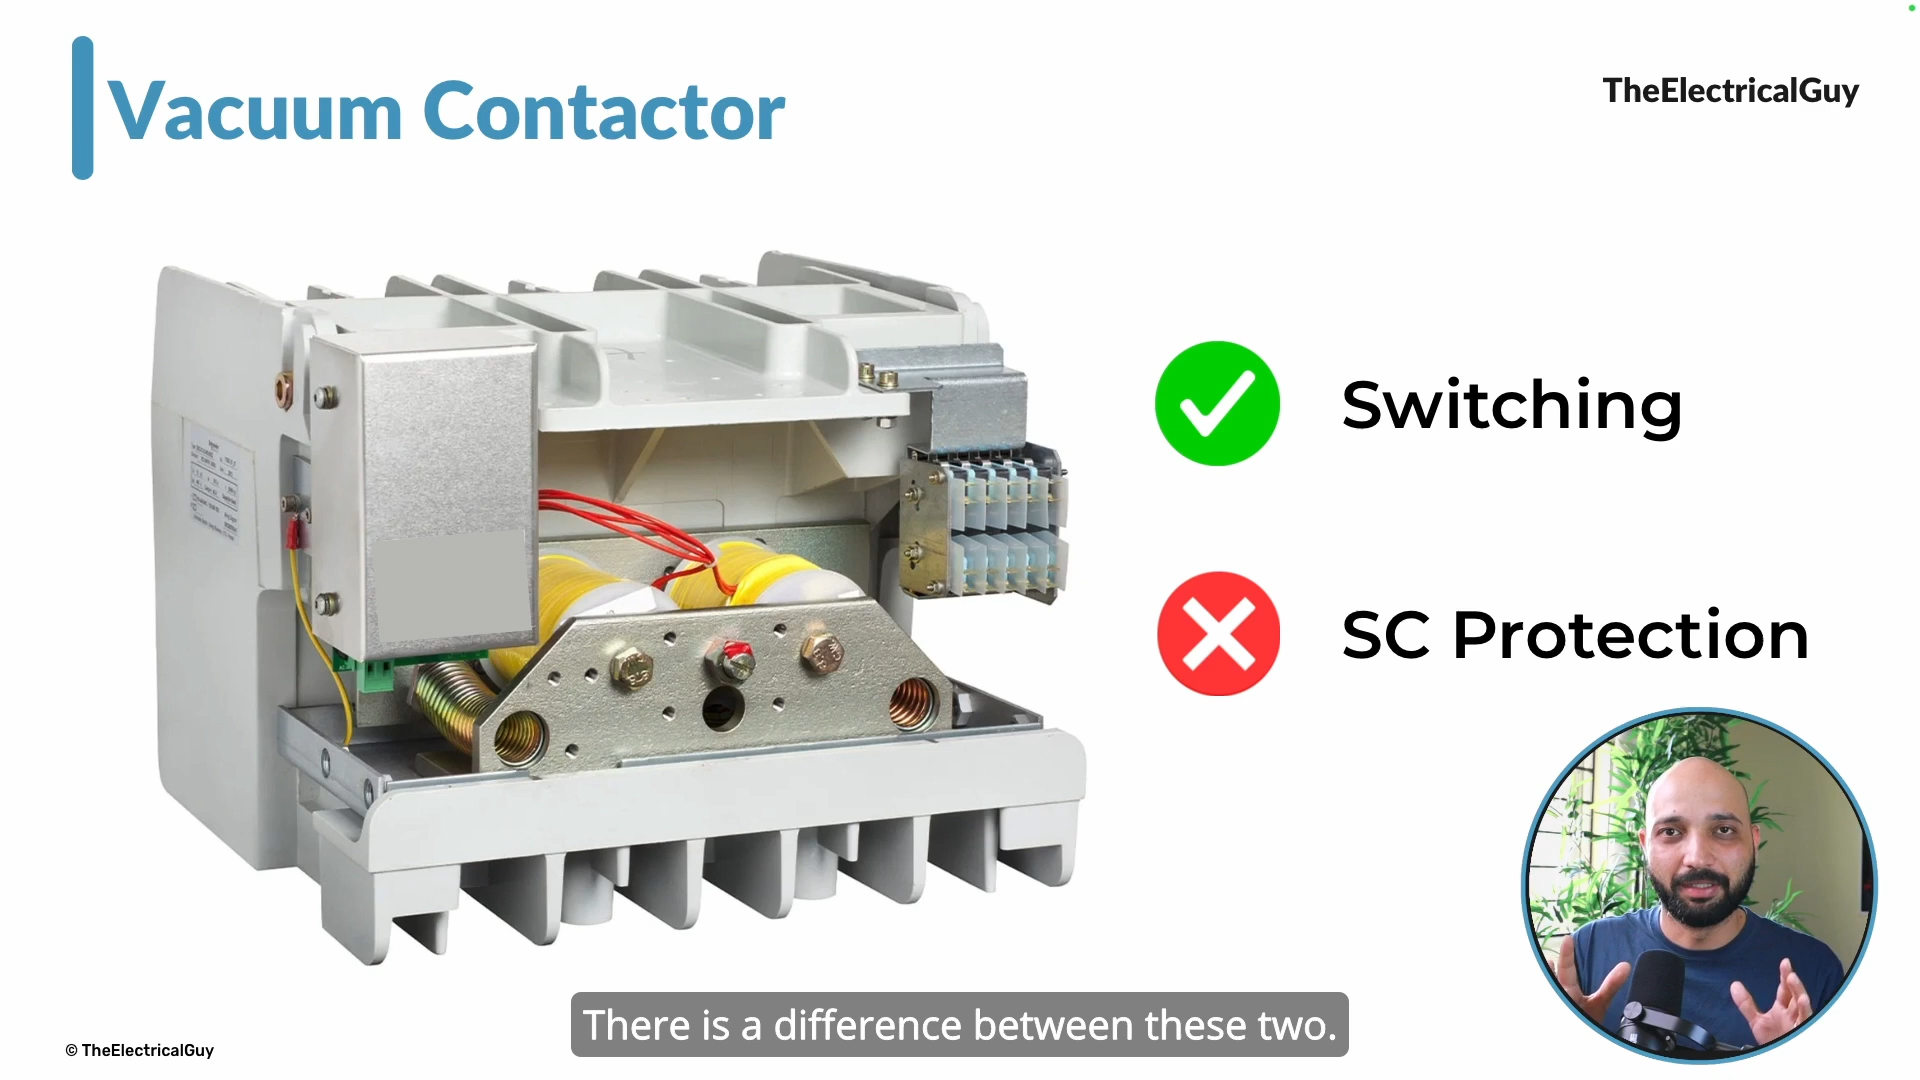 Vacuum Contactor
TheElectricalGuy
Switching
SC Protection
There is a difference between these two.
© TheElectricalGuy